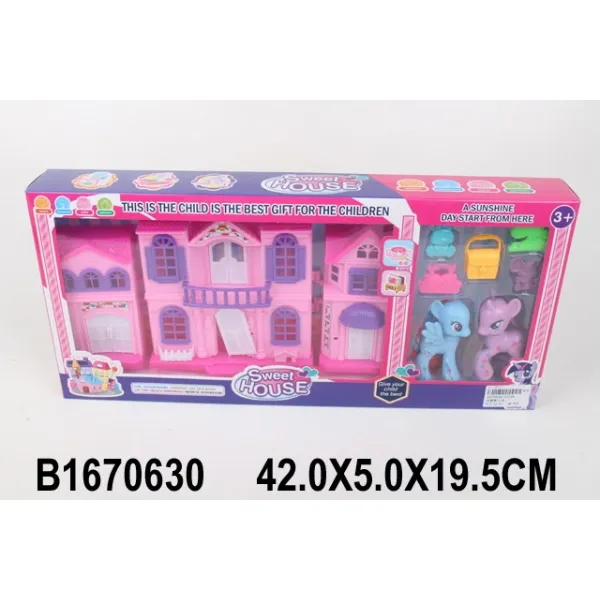 Sweet
HOUSE
THIS IS THE CHILD IS THE BEST GIFT FOR THE CHILDREN
A SUNSHINE
DAY START FROM HERE
3+
Sweet
HOUSE
Give your
child
the best
B1670630 42.0X5.0X19.5CM